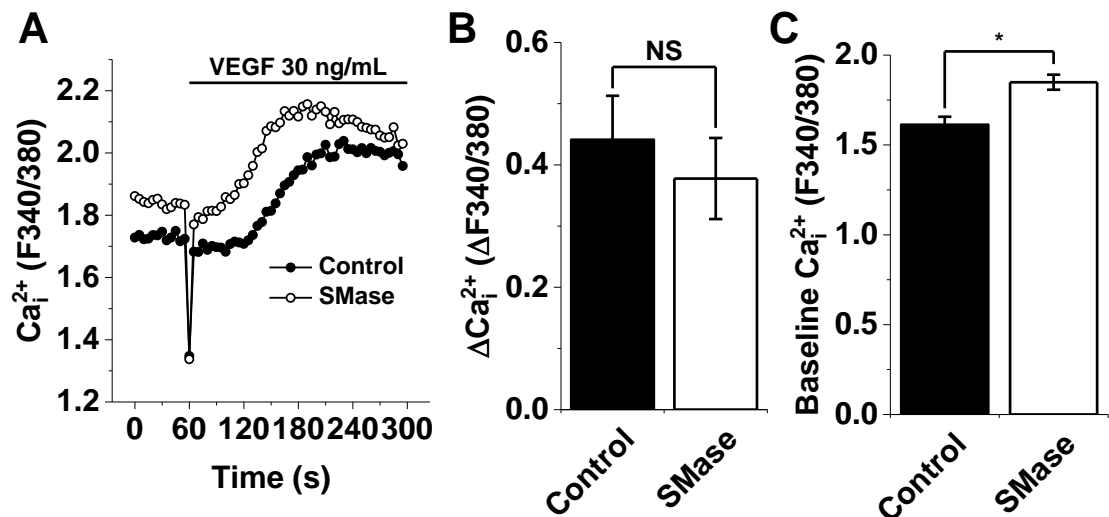 A
VEGF 30 ng/mL
Ca_i^2+ (F340/380)
2.2
2.0
1.8
1.6
1.4
1.2
Control
SMase
0 60 120 180 240 300
Time (s)
B
ΔCa_i^2+ (ΔF340/380)
0.6
0.4
0.2
0.0
NS
Control
SMase
C
Baseline Ca_i^2+ (F340/380)
2.0
1.5
1.0
0.5
0.0
*
Control
SMase